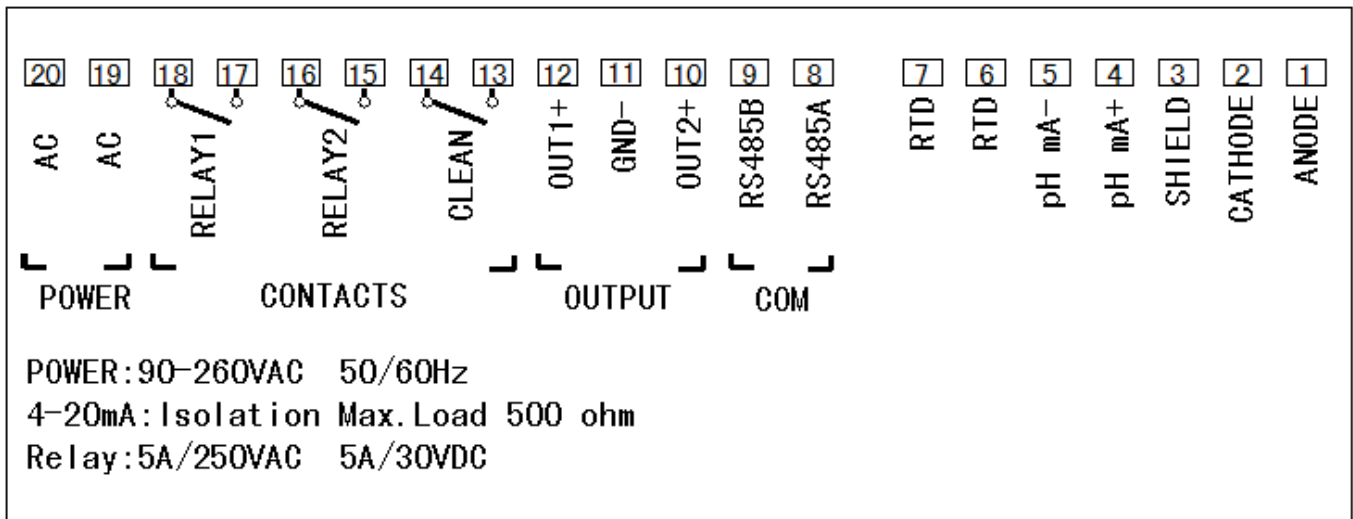 20 19 18 17 16 15 14 13 12 11 10 9 8 7 6 5 4 3 2 1
AC AC RELAY1 RELAY2 CLEAN OUT1+ GND- OUT2+ RS485B RS485A RTD RTD pH mA- pH mA+ SHIELD CATHODE ANODE
POWER CONTACTS OUTPUT COM
POWER:90-260VAC 50/60Hz
4-20mA:Isolation Max.Load 500 ohm
Relay:5A/250VAC 5A/30VDC